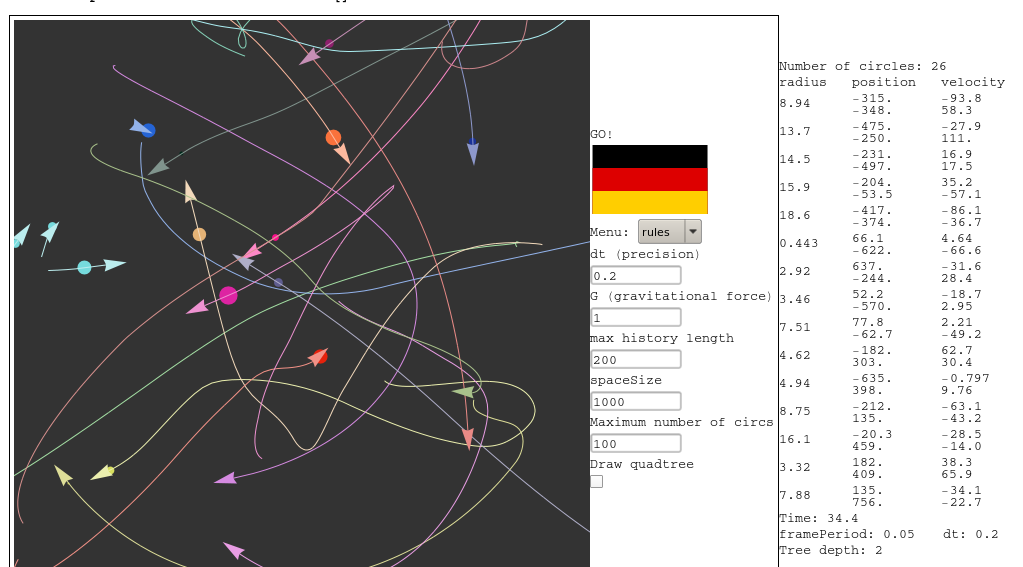 GO!
Menu: rules
dt (precision)
0.2
G (gravitational force)
1
max history length
200
spaceSize
1000
Maximum number of circs
100
Draw quadtree
Number of circles: 26
radius position velocity
8.94 -315. -93.8
-348. 58.3
13.7 -475. -27.9
-250. 111.
14.5 -231. 16.9
-497. 17.5
15.9 -204. 35.2
-53.5 -57.1
18.6 -417. -86.1
-374. -36.7
0.443 66.1 4.64
-622. -66.6
2.92 637. -31.6
-244. 28.4
3.46 52.2 -18.7
-570. 2.95
7.51 77.8 2.21
-62.7 -49.2
4.62 -182. 62.7
303. 30.4
4.94 -635. -0.797
398. 9.76
8.75 -212. -63.1
135. -43.2
16.1 -20.3 -28.5
459. -14.0
3.32 182. 38.3
409. 65.9
7.88 135. -34.1
756. -22.7
Time: 34.4
framePeriod: 0.05 dt: 0.2
Tree depth: 2